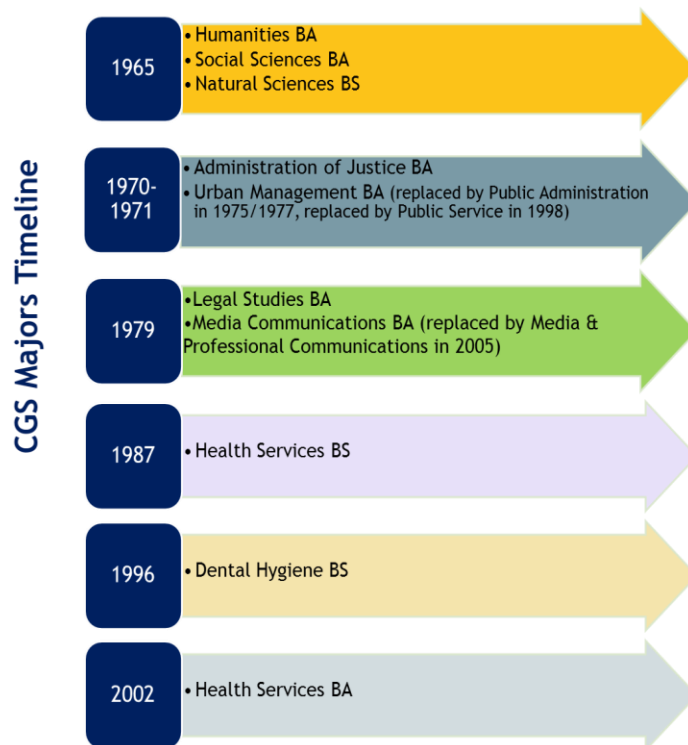 CGS Majors Timeline
1965
• Humanities BA
• Social Sciences BA
• Natural Sciences BS
1970-
1971
• Administration of Justice BA
• Urban Management BA (replaced by Public Administration
in 1975/1977, replaced by Public Service in 1998)
1979
•Legal Studies BA
•Media Communications BA (replaced by Media &
Professional Communications in 2005)
1987
• Health Services BS
1996
• Dental Hygiene BS
2002
• Health Services BA